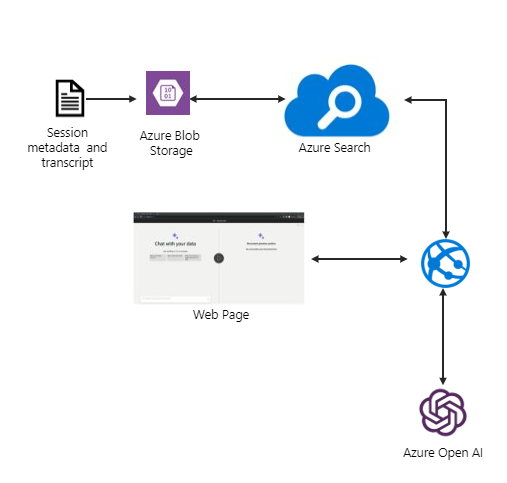 10
01
Session
metadata and
transcript
Azure Blob
Storage
Azure Search
Chat with your data
Web Page
Azure Open AI